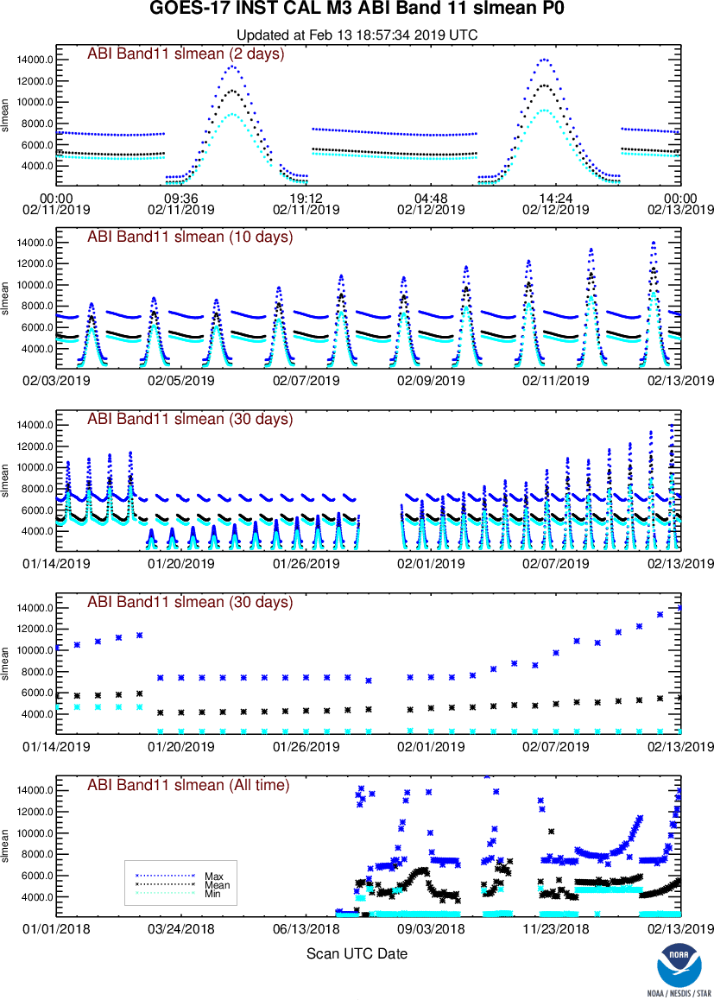 GOES-17 INST CAL M3 ABI Band 11 slmean P0
Updated at Feb 13 18:57:34 2019 UTC
ABI Band11 slmean (2 days)
slmean
14000.0
12000.0
10000.0
8000.0
6000.0
4000.0
00:00 09:36 19:12 04:48 14:24 00:00
02/11/2019 02/11/2019 02/11/2019 02/12/2019 02/12/2019 02/13/2019
ABI Band11 slmean (10 days)
slmean
14000.0
12000.0
10000.0
8000.0
6000.0
4000.0
02/03/2019 02/05/2019 02/07/2019 02/09/2019 02/11/2019 02/13/2019
ABI Band11 slmean (30 days)
slmean
14000.0
12000.0
10000.0
8000.0
6000.0
4000.0
01/14/2019 01/20/2019 01/26/2019 02/01/2019 02/07/2019 02/13/2019
ABI Band11 slmean (30 days)
slmean
14000.0
12000.0
10000.0
8000.0
6000.0
4000.0
01/14/2019 01/20/2019 01/26/2019 02/01/2019 02/07/2019 02/13/2019
ABI Band11 slmean (All time)
slmean
14000.0
12000.0
10000.0
8000.0
6000.0
4000.0
Max
Mean
Min
01/01/2018 03/24/2018 06/13/2018 09/03/2018 11/23/2018 02/13/2019
Scan UTC Date
NOAA
NOAA / NESDIS / STAR